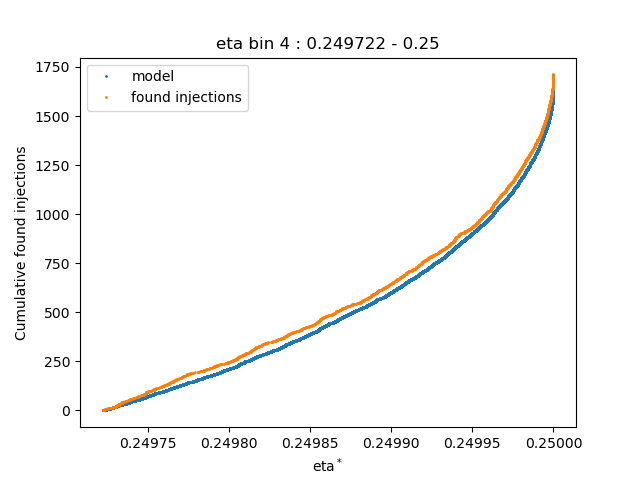 eta bin 4 : 0.249722 - 0.25
model
found injections
Cumulative found injections
1750
1500
1250
1000
750
500
250
0
0.24975 0.24980 0.24985 0.24990 0.24995 0.25000
eta*